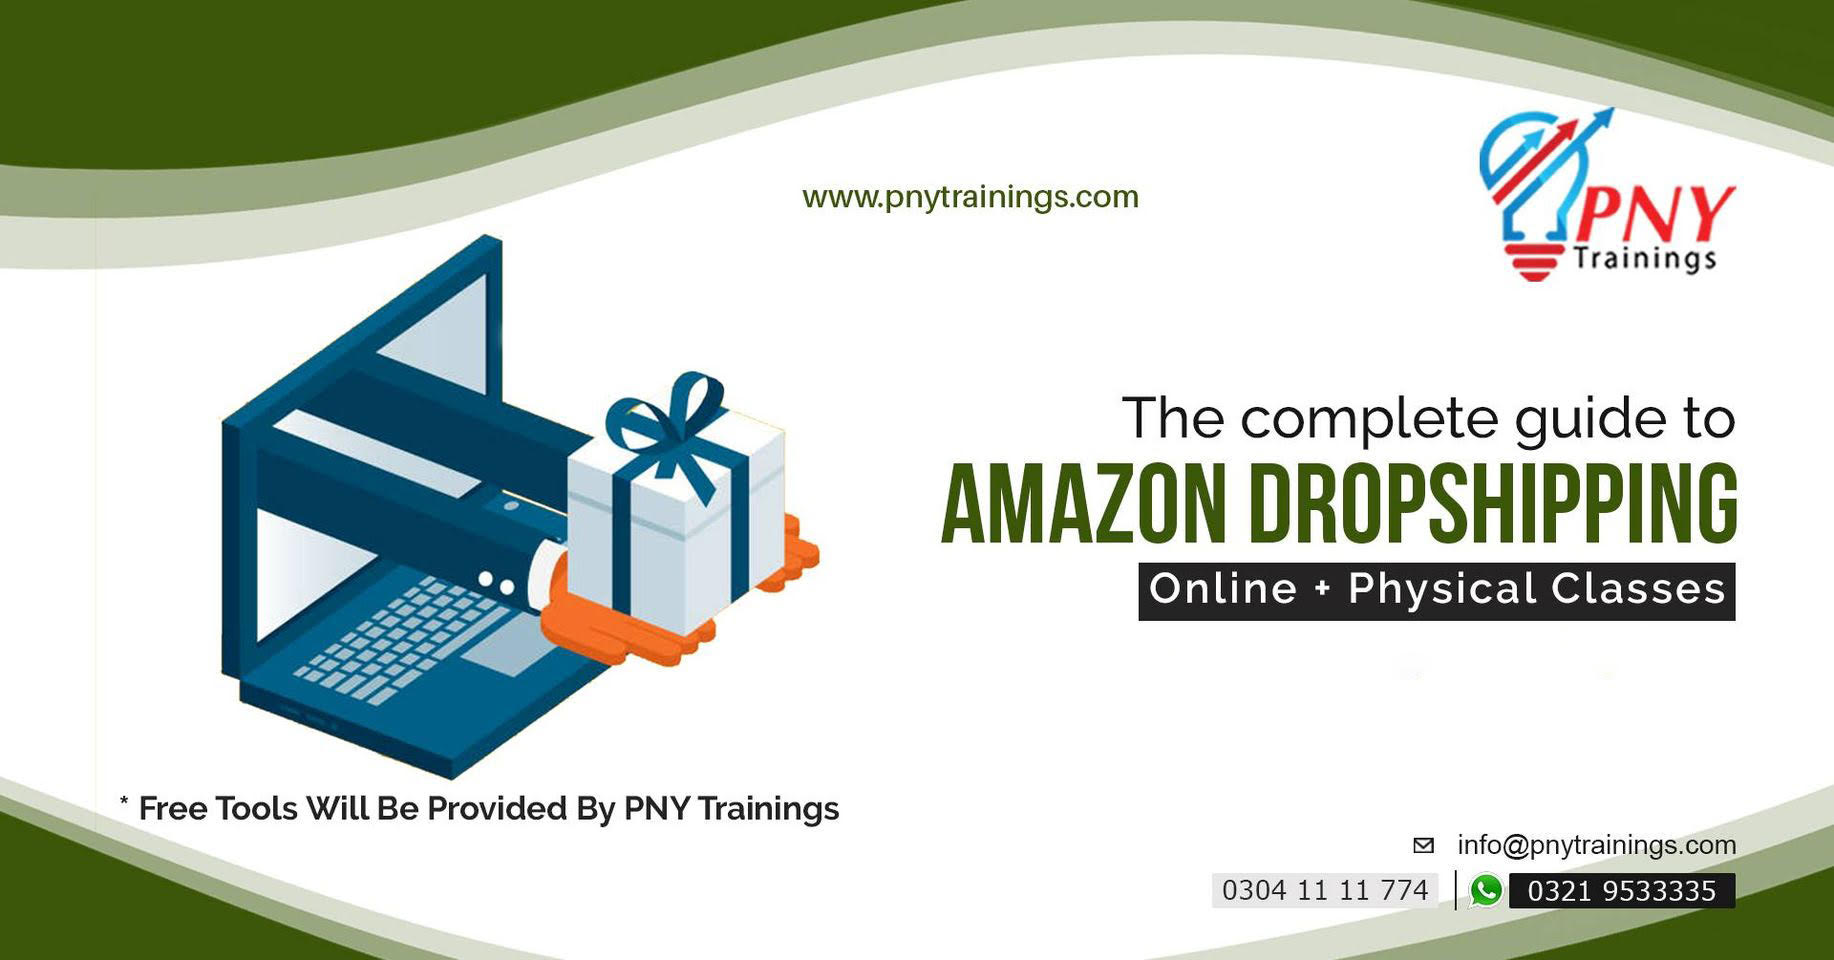 www.pnytrainings.com
PNY
Trainings
The complete guide to
AMAZON DROPSHIPPING
Online + Physical Classes
* Free Tools Will Be Provided By PNY Trainings
info@pnytrainings.com
0304 11 11 774 | 0321 9533335